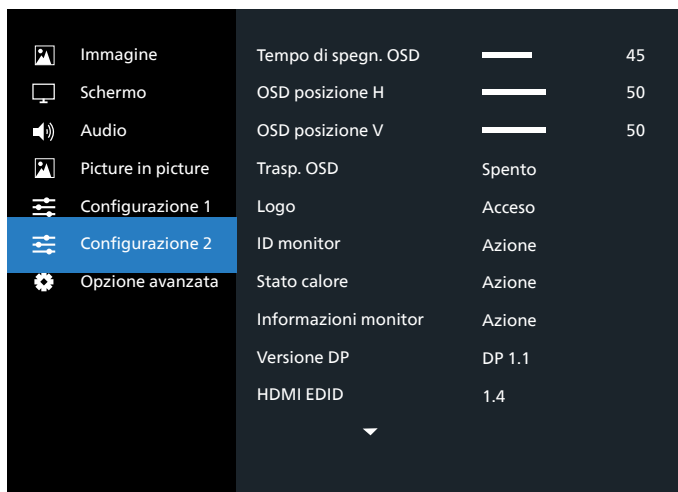 Immagine
Schermo
Audio
Picture in picture
Configurazione 1
Configurazione 2
Opzione avanzata
Tempo di spegn. OSD 45
OSD posizione H 50
OSD posizione V 50
Trasp. OSD Spento
Logo Acceso
ID monitor Azione
Stato calore Azione
Informazioni monitor Azione
Versione DP DP 1.1
HDMI EDID 1.4